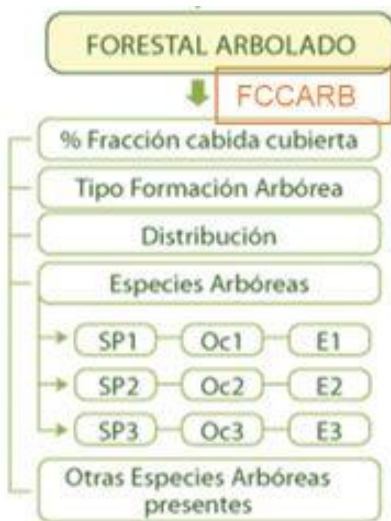 FORESTAL ARBOLADO
FCCARB
% Fracción cabida cubierta
Tipo Formación Arbórea
Distribución
Especies Arbóreas
SP1 Oc1 E1
SP2 Oc2 E2
SP3 Oc3 E3
Otras Especies Arbóreas
presentes